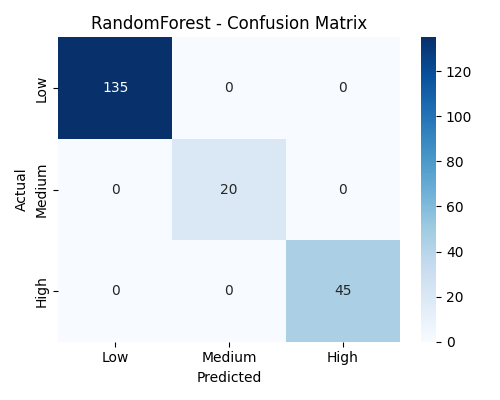 RandomForest - Confusion Matrix
Low 135 0 0
Medium 0 20 0
High 0 0 45
Actual
Low Medium High
Predicted
120
100
80
60
40
20
0